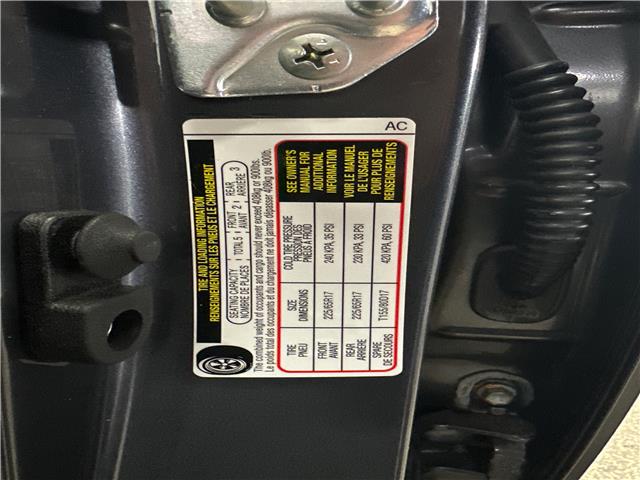 TIRE AND LOADING INFORMATION
RENSEIGNEMENTS SUR LES PNEUS ET LE CHARGEMENT
SEATING CAPACITY
NOMBRE DE PLACES
TOTAL 5
FRONT
AVANT 2
REAR
ARRIERE 3
The combined weight of occupants and cargo should never exceed 408kg or 900lbs.
Le poids total des occupants et du chargement ne doit jamais dépasser 408kg ou 900lb.
TIRE
PNEU
SIZE
DIMENSIONS
COLD TIRE PRESSURE
PRESSION DES
PNEUS A FROID
SEE OWNER'S
MANUAL FOR
ADDITIONAL
INFORMATION
FRONT
AVANT
225/65R17
240 KPA, 35 PSI
REAR
ARRIERE
225/65R17
230 KPA, 33 PSI
VOIR LE MANUEL
DE L'USAGER
POUR PLUS DE
RENSEIGNEMENTS
SPARE
DE SECOURS
T155/80D17
420 KPA, 60 PSI
AC